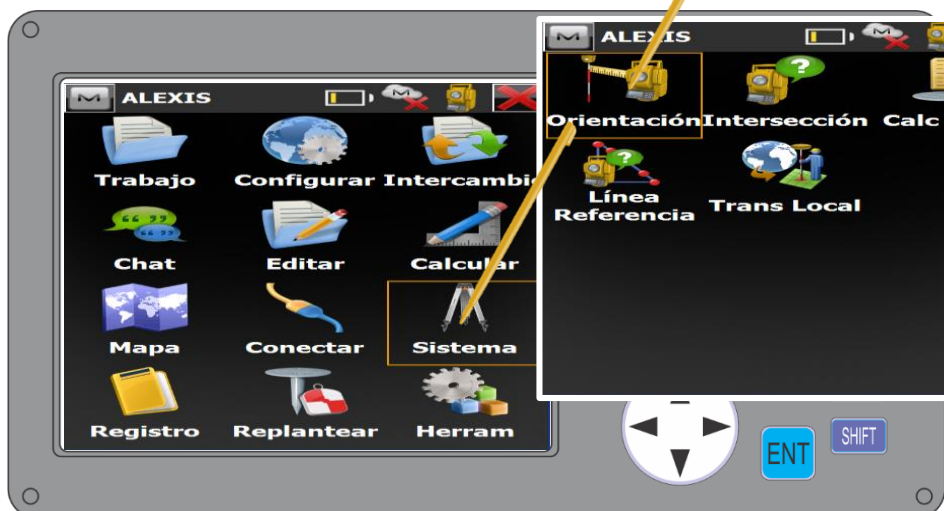 ALEXIS
Trabajo Configurar Intercambi
Chat Editar Calcular
Mapa Conectar Sistema
Registro Replantear Herram
ALEXIS
Orientación Intersección Calc
Línea
Referencia
Trans Local
ENT
SHIFT